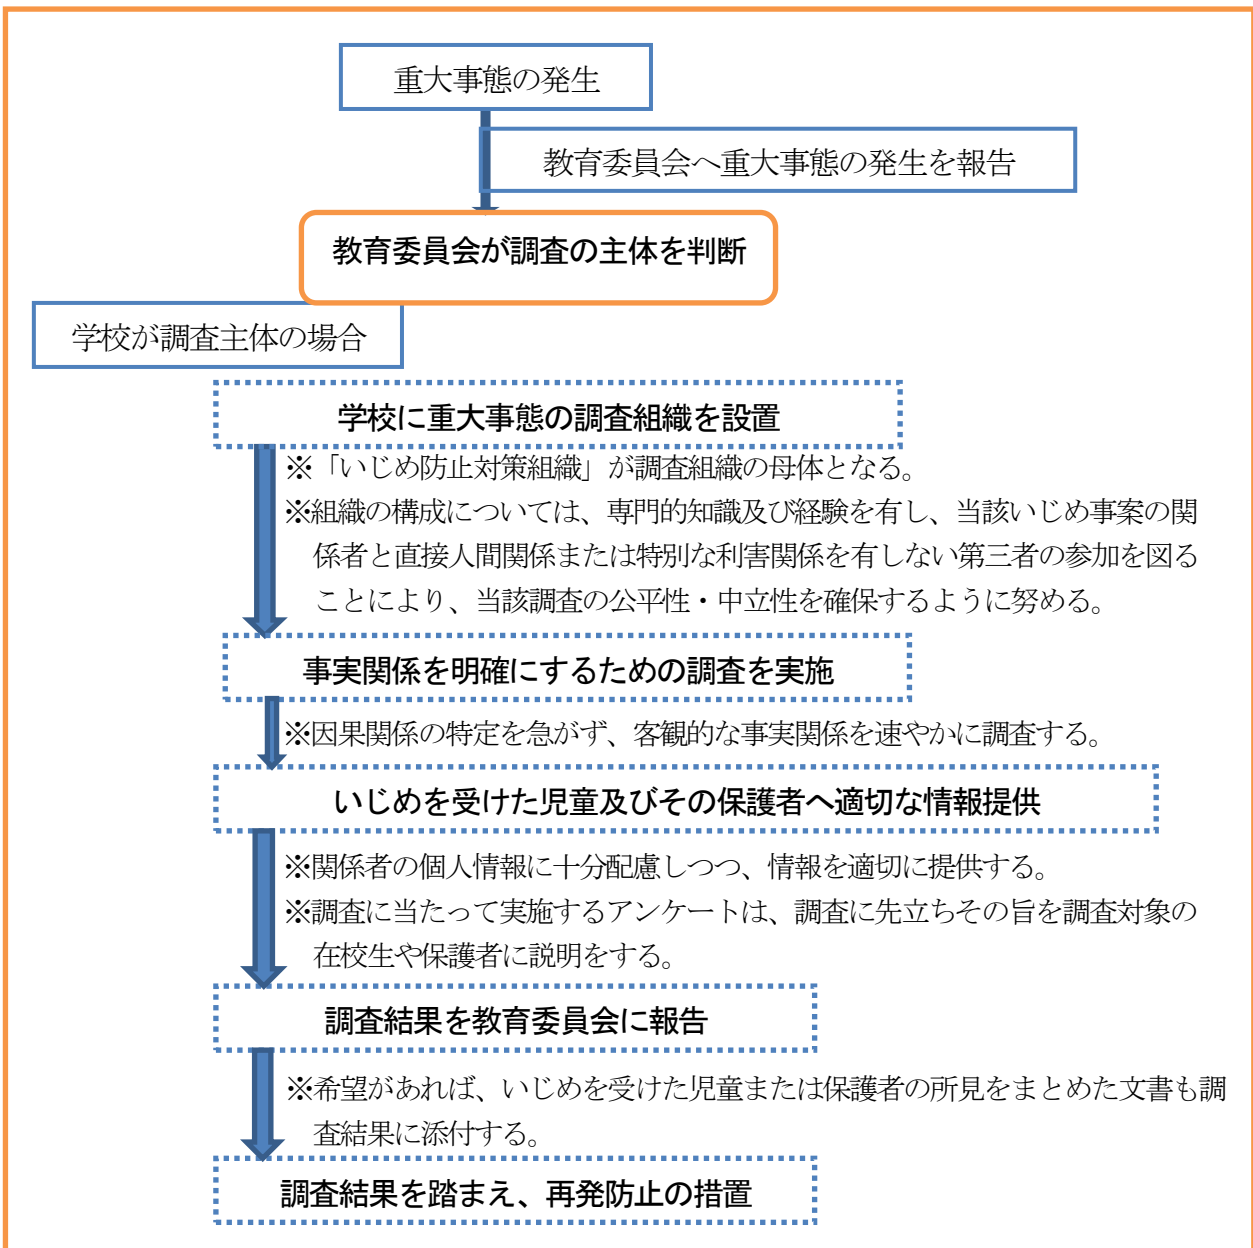 重大事態の発生
教育委員会へ重大事態の発生を報告
教育委員会が調査の主体を判断
学校が調査主体の場合
学校に重大事態の調査組織を設置
※「いじめ防止対策組織」が調査組織の母体となる。
※組織の構成については、専門的知識及び経験を有し、当該いじめ事案の関
係者と直接人間関係または特別な利害関係を有しない第三者の参加を図る
ことにより、当該調査の公平性・中立性を確保するように努める。
事実関係を明確にするための調査を実施
※因果関係の特定を急がず、客観的な事実関係を速やかに調査する。
いじめを受けた児童及びその保護者へ適切な情報提供
※関係者の個人情報に十分配慮しつつ、情報を適切に提供する。
※調査に当たって実施するアンケートは、調査に先立ちその旨を調査対象の
在校生や保護者に説明をする。
調査結果を教育委員会に報告
※希望があれば、いじめを受けた児童または保護者の所見をまとめた文書も調
査結果に添付する。
調査結果を踏まえ、再発防止の措置